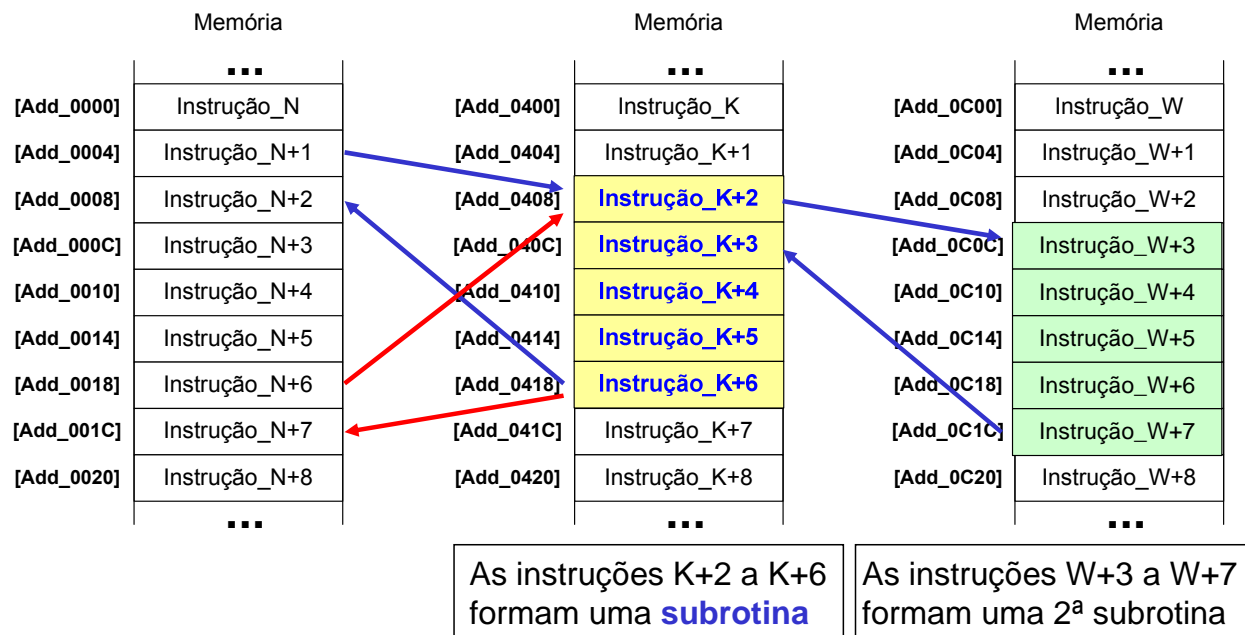 Memória Memória Memória
... ... ...
[Add_0000] Instrução_N [Add_0400] Instrução_K [Add_0C00] Instrução_W
[Add_0004] Instrução_N+1 [Add_0404] Instrução_K+1 [Add_0C04] Instrução_W+1
[Add_0008] Instrução_N+2 [Add_0408] Instrução_K+2 [Add_0C08] Instrução_W+2
[Add_000C] Instrução_N+3 [Add_040C] Instrução_K+3 [Add_0C0C] Instrução_W+3
[Add_0010] Instrução_N+4 [Add_0410] Instrução_K+4 [Add_0C10] Instrução_W+4
[Add_0014] Instrução_N+5 [Add_0414] Instrução_K+5 [Add_0C14] Instrução_W+5
[Add_0018] Instrução_N+6 [Add_0418] Instrução_K+6 [Add_0C18] Instrução_W+6
[Add_001C] Instrução_N+7 [Add_041C] Instrução_K+7 [Add_0C1C] Instrução_W+7
[Add_0020] Instrução_N+8 [Add_0420] Instrução_K+8 [Add_0C20] Instrução_W+8
... ... ...
As instruções K+2 a K+6
formam uma subrotina
As instruções W+3 a W+7
formam uma 2ª subrotina